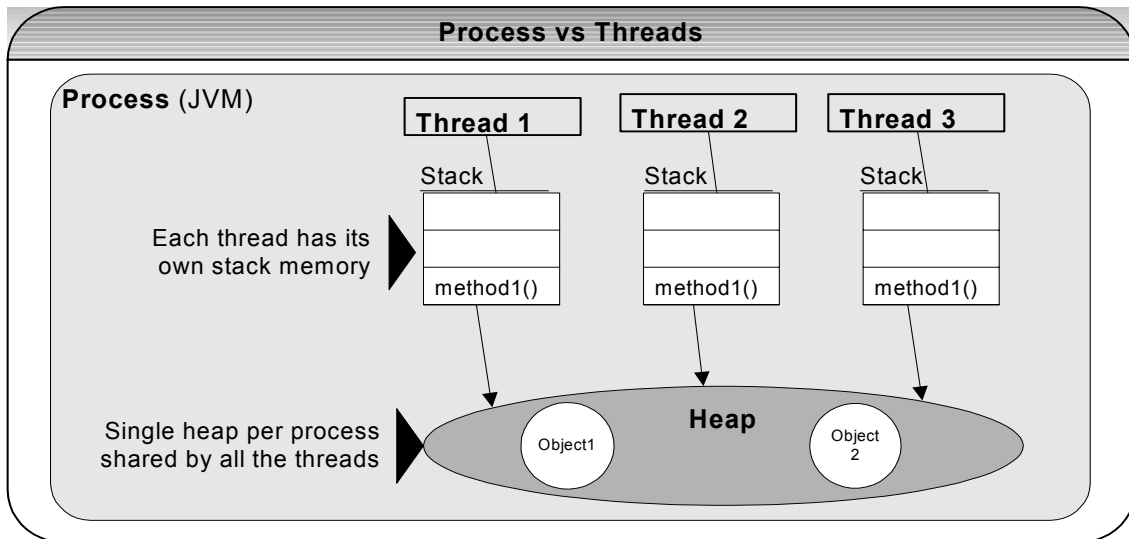 Process vs Threads
Process (JVM)
Thread 1
Thread 2
Thread 3
Stack
Stack
Stack
Each thread has its
own stack memory
method1()
method1()
method1()
Single heap per process
shared by all the threads
Heap
Object1
Object
2